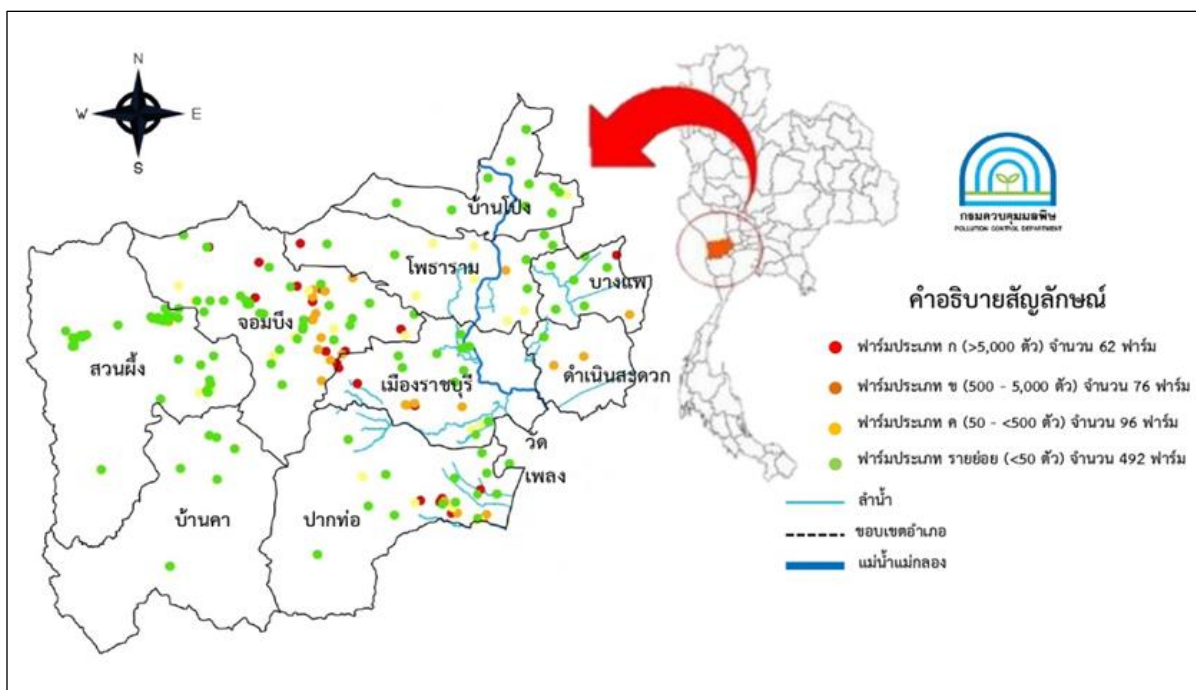 N
W E
S
บ้านโป่ง
โพธาราม
บางแพ
จอมบึง
สวนผึ้ง
เมืองราชบุรี
ดำเนินสะดวก
วัด
เพลง
บ้านคา
ปากท่อ
กรมควบคุมมลพิษ
POLLUTION CONTROL DEPARTMENT
คำอธิบายสัญลักษณ์
ฟาร์มประเภท ก (>5,000 ตัว) จำนวน 62 ฟาร์ม
ฟาร์มประเภท ข (500 - 5,000 ตัว) จำนวน 76 ฟาร์ม
ฟาร์มประเภท ค (50 - <500 ตัว) จำนวน 96 ฟาร์ม
ฟาร์มประเภท รายย่อย (<50 ตัว) จำนวน 492 ฟาร์ม
ลำน้ำ
ขอบเขตอำเภอ
แม่น้ำแม่กลอง